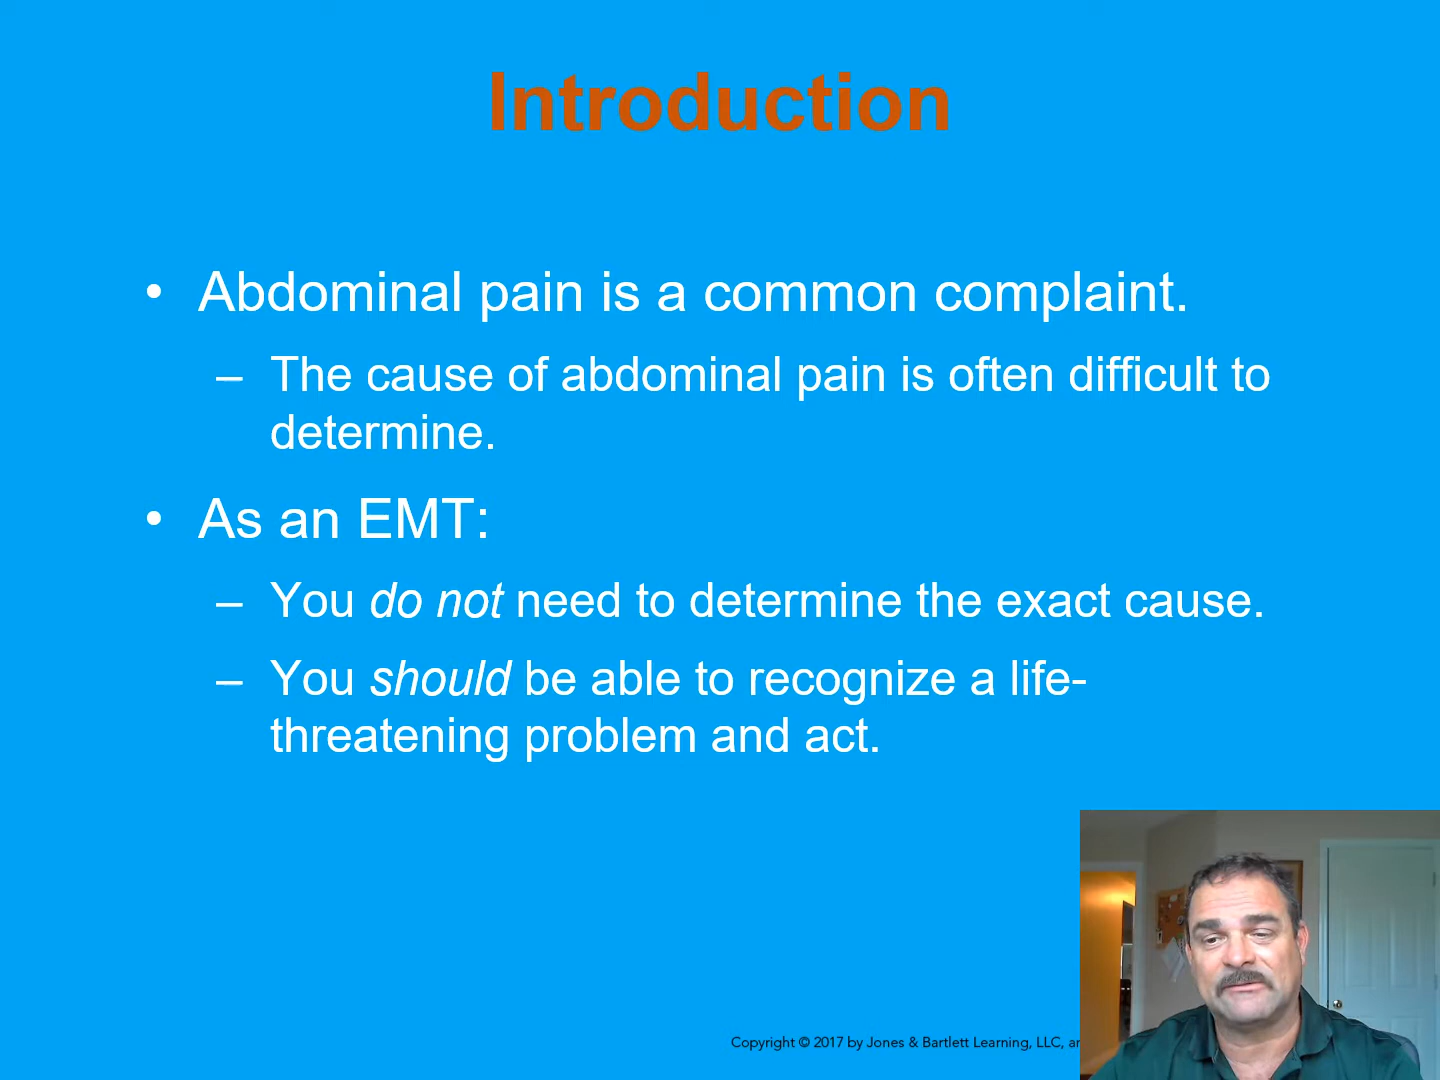 Introduction
• Abdominal pain is a common complaint.
– The cause of abdominal pain is often difficult to
determine.
• As an EMT:
– You do not need to determine the exact cause.
– You should be able to recognize a life-
threatening problem and act.
Copyright © 2017 by Jones & Bartlett Learning, LLC, an